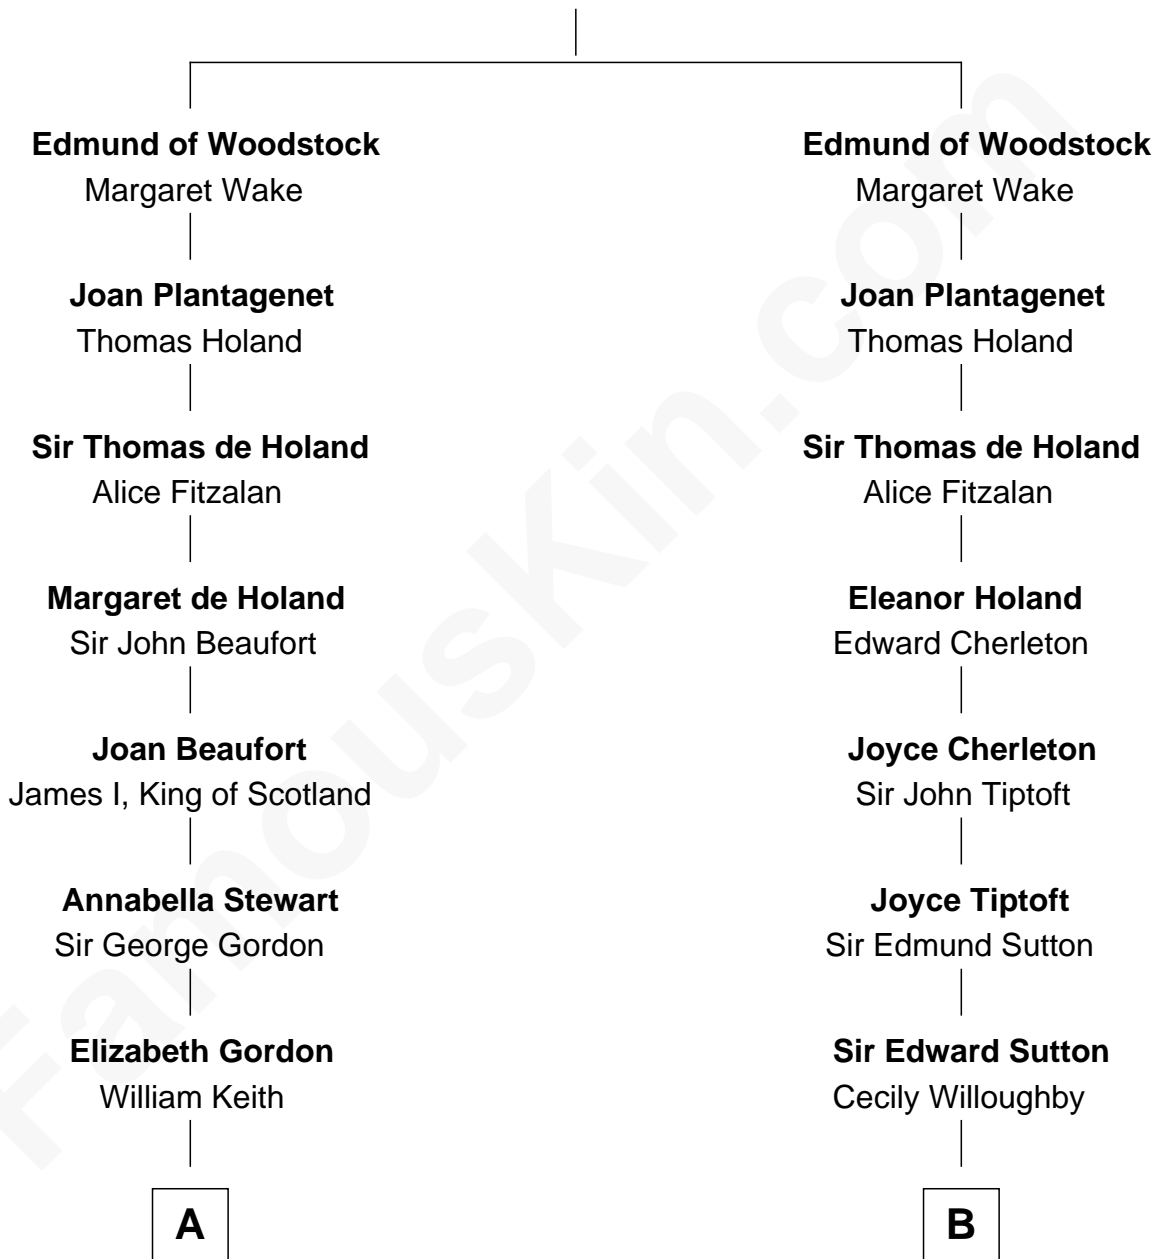 Edmund of Woodstock
Margaret Wake
Joan Plantagenet
Thomas Holand
Sir Thomas de Holand
Alice Fitzalan
Margaret de Holand
Sir John Beaufort
Joan Beaufort
James I, King of Scotland
Annabella Stewart
Sir George Gordon
Elizabeth Gordon
William Keith
A
Edmund of Woodstock
Margaret Wake
Joan Plantagenet
Thomas Holand
Sir Thomas de Holand
Alice Fitzalan
Eleanor Holand
Edward Cherleton
Joyce Cherleton
Sir John Tiptoft
Joyce Tiptoft
Sir Edmund Sutton
Sir Edward Sutton
Cecily Willoughby
B
FamousKin.com